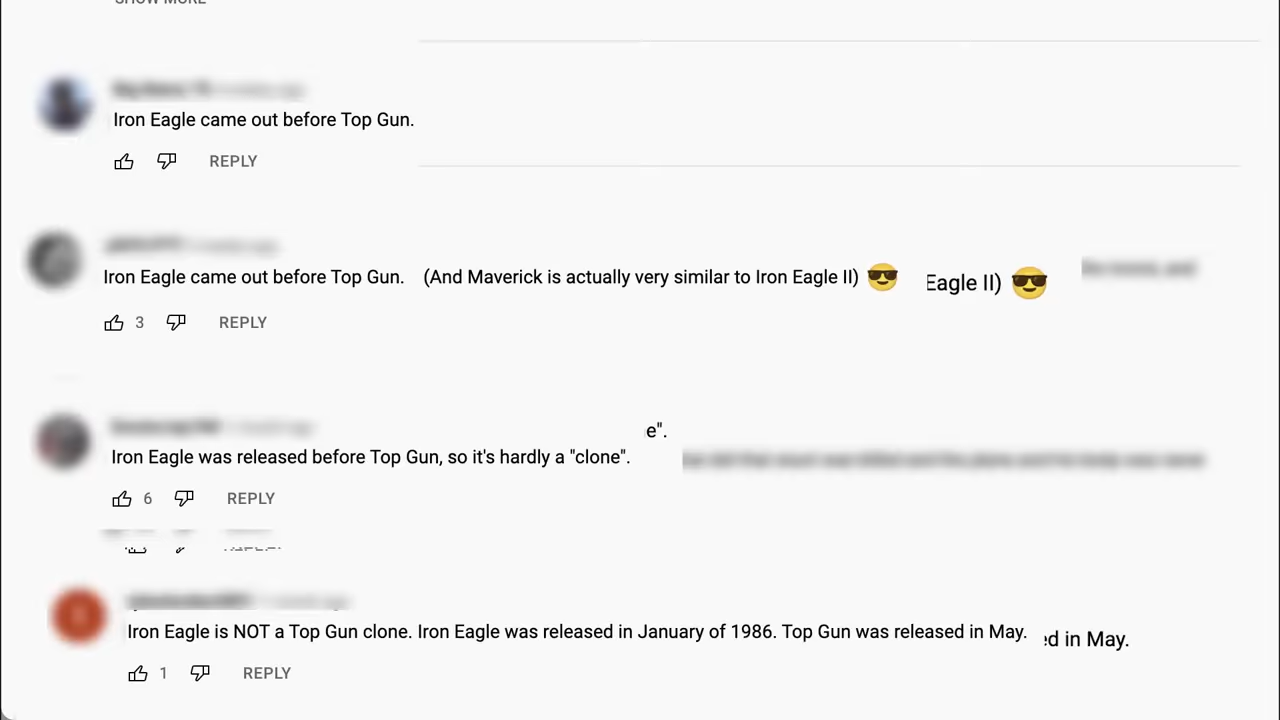 SHOW MORE
Iron Eagle came out before Top Gun.
REPLY
Iron Eagle came out before Top Gun. (And Maverick is actually very similar to Iron Eagle II) 😎 Eagle II) 😎
3 REPLY
e".
Iron Eagle was released before Top Gun, so it's hardly a "clone".
6 REPLY
Iron Eagle is NOT a Top Gun clone. Iron Eagle was released in January of 1986. Top Gun was released in May.
ed in May.
1 REPLY